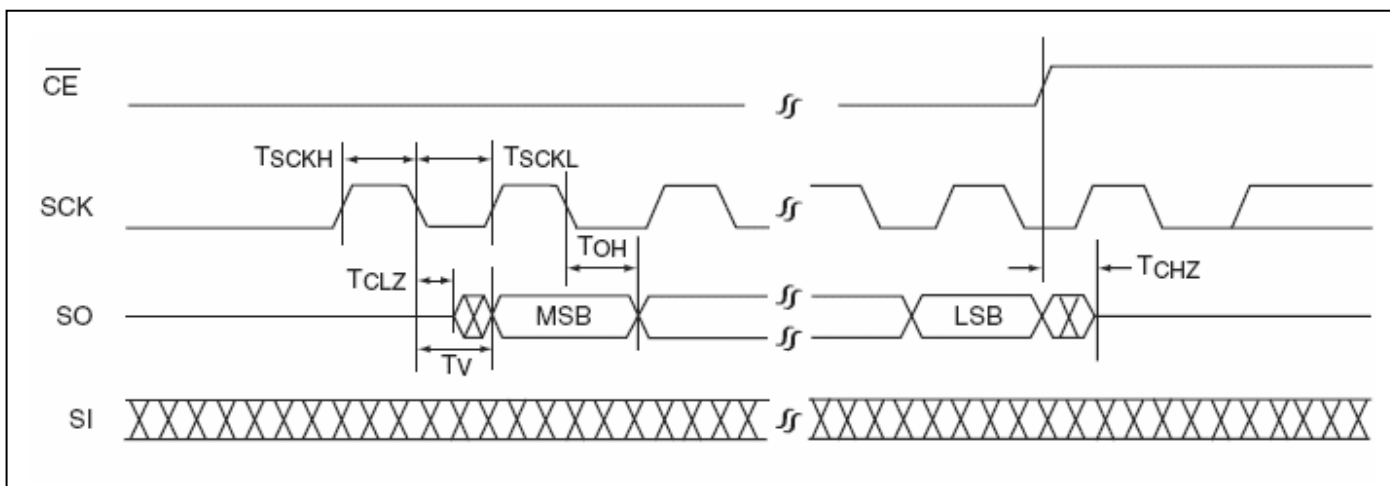 CE
TSCKH
TSCKL
SCK
TOH
TCLZ
TCHZ
SO
MSB
LSB
TV
SI